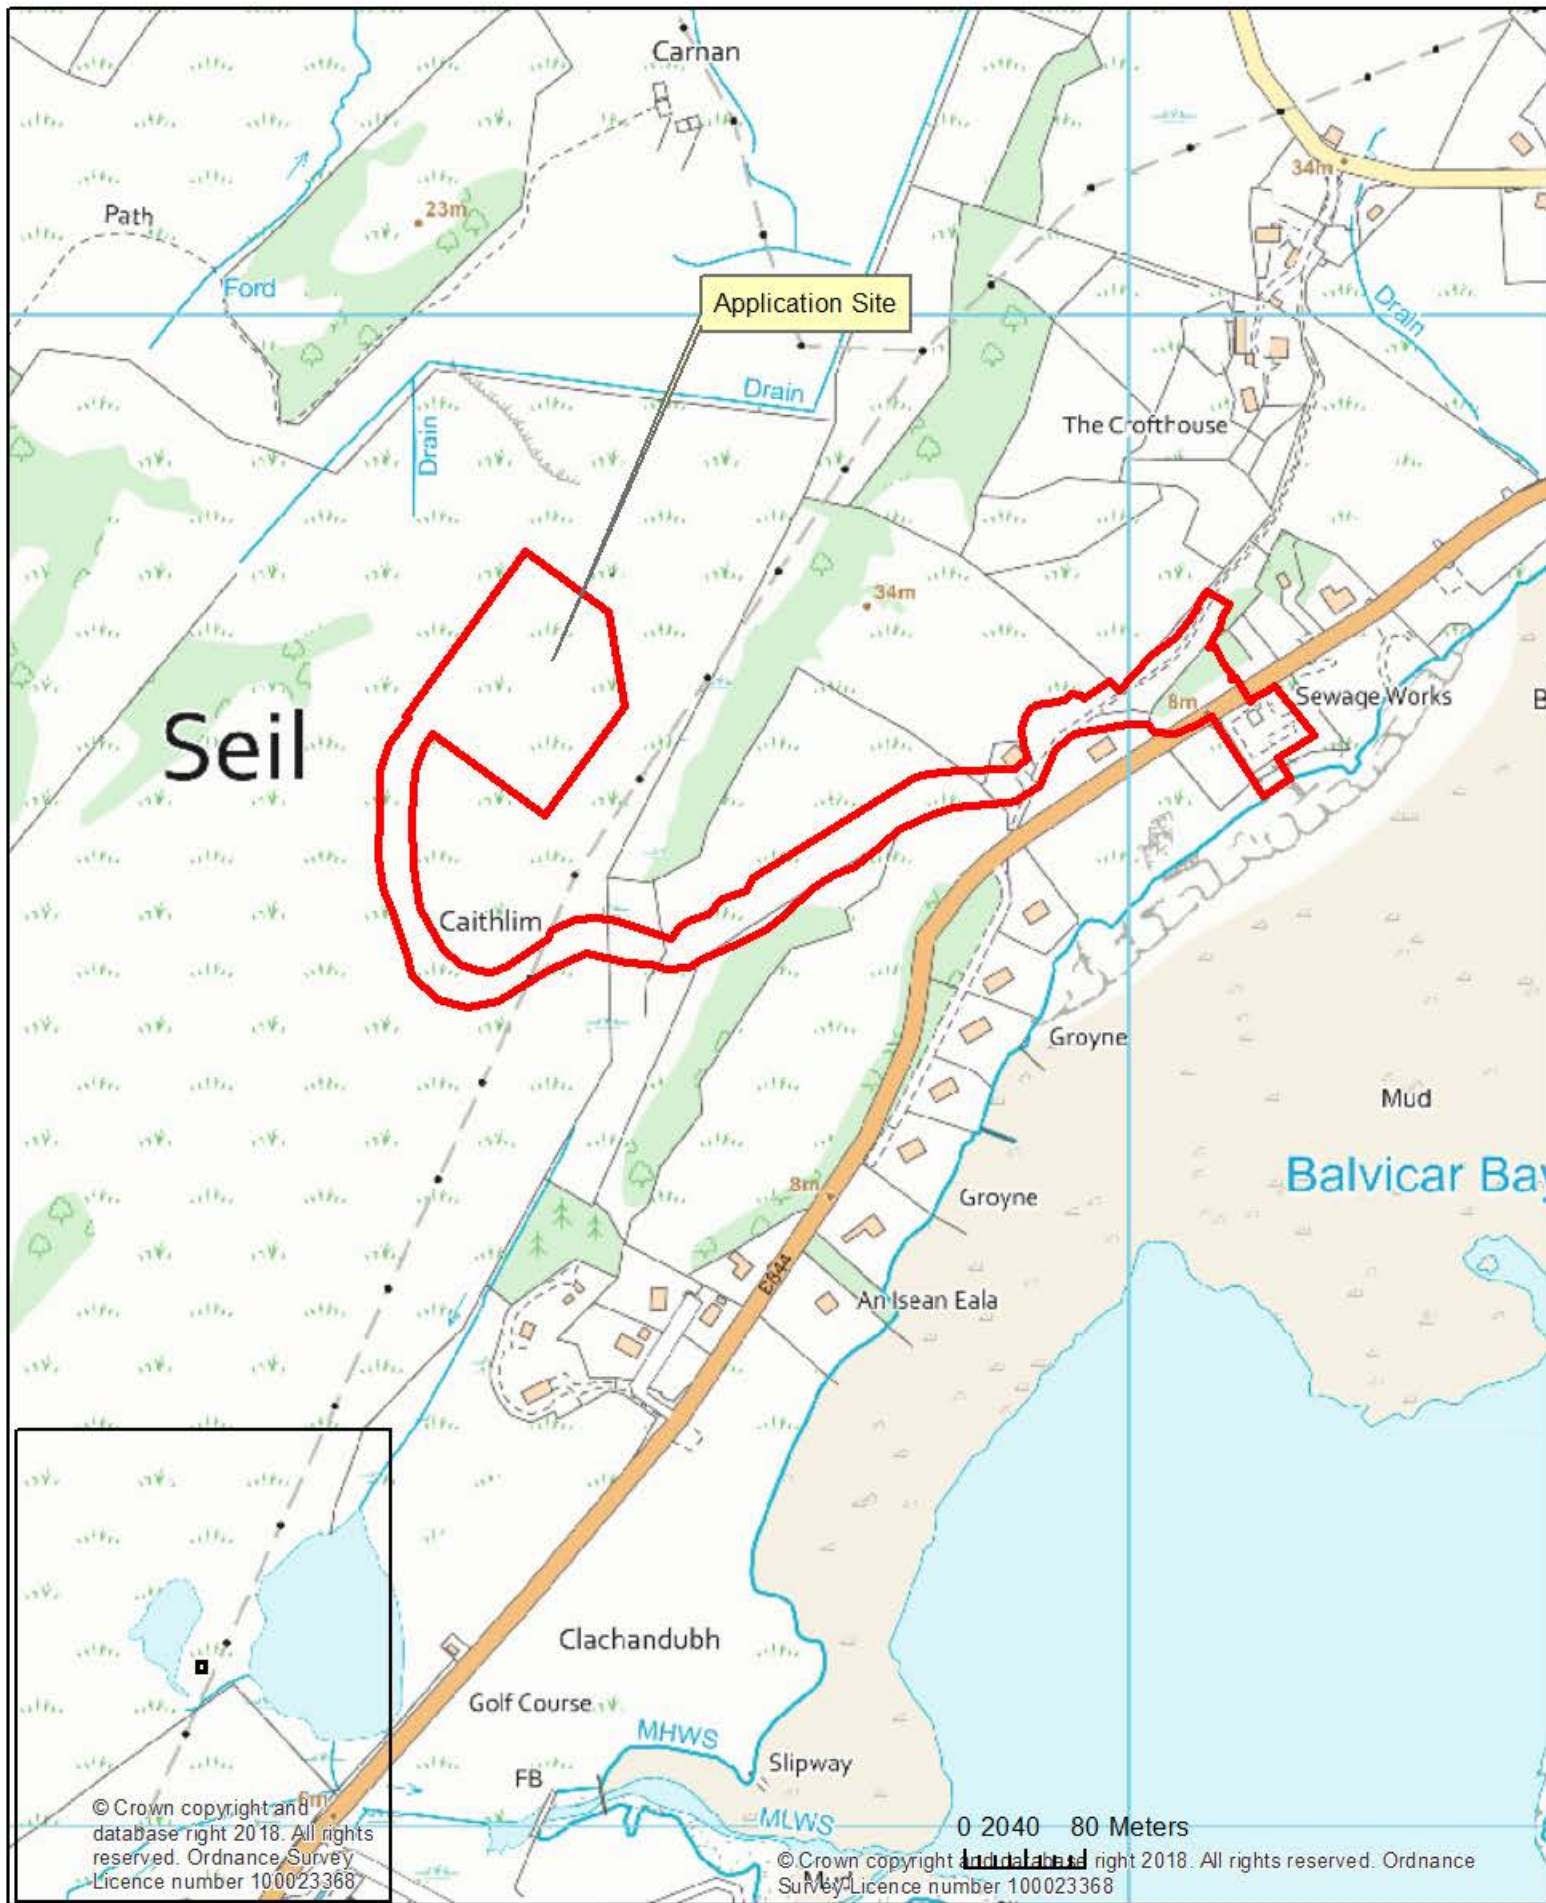 Carnan
34m
Path
23m
Ford
Application Site
Drain
Drain
Drain
The Crofthouse
34m
Seil
8m
Sewage Works
B
Caithlim
Groyne
Mud
Balvicar Bay
8m
Groyne
B844
An Isean Eala
Clachandubh
Golf Course
MHWS
Slipway
FB
MLWS
0 2040 80 Meters
6m
© Crown copyright and
database right 2018. All rights
reserved. Ordnance Survey
Licence number 100023368
© Crown copyright and database right 2018. All rights reserved. Ordnance
Survey Licence number 100023368
Mud